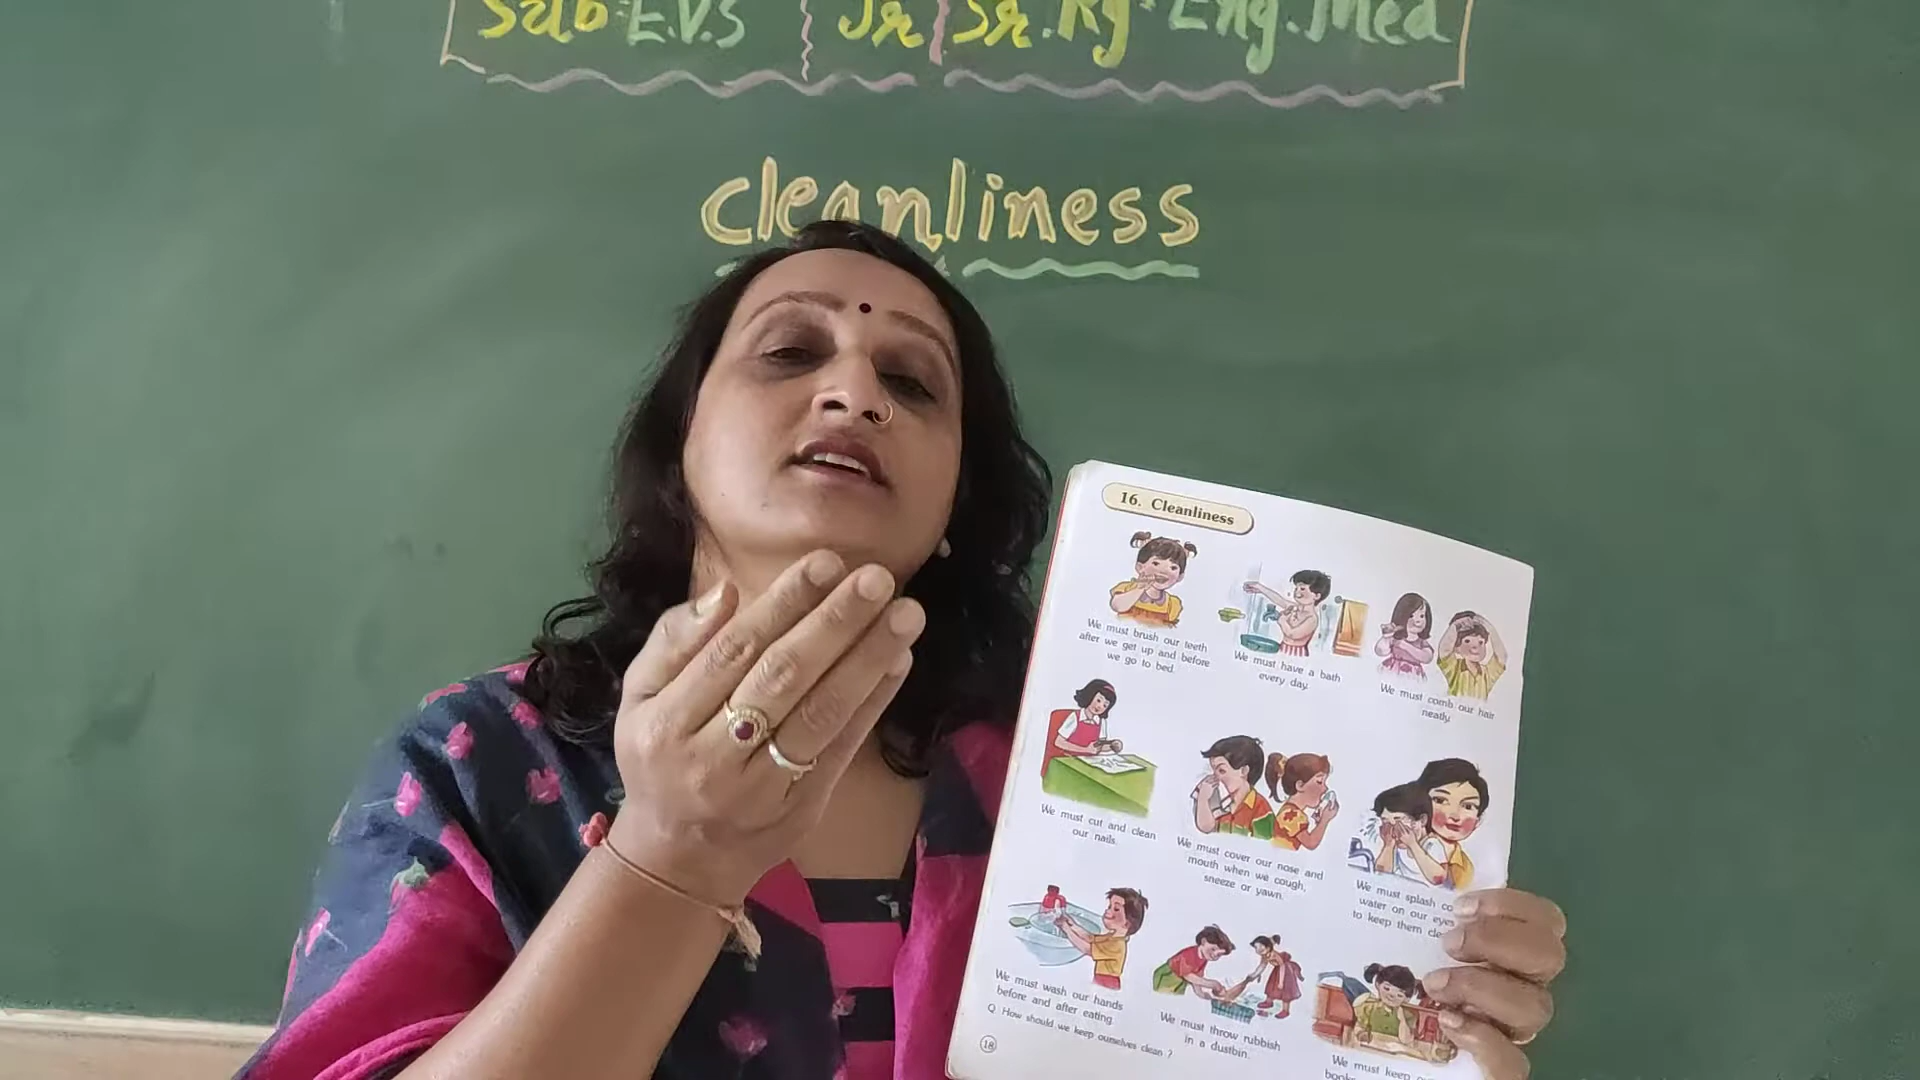 Sub:E.V.S Jr Sr.Kg Eng.Med
cleanliness
16. Cleanliness
We must brush our teeth
after we get up and before
we go to bed.
We must have a bath
every day.
We must comb our hair
neatly.
We must cut and clean
our nails.
We must cover our nose and
mouth when we cough,
sneeze or yawn.
We must splash
water on our eyes
to keep them
We must wash our hands
before and after eating.
We must throw rubbish
in a dustbin.
We must keep
Q. How should we keep ourselves clean ?
18